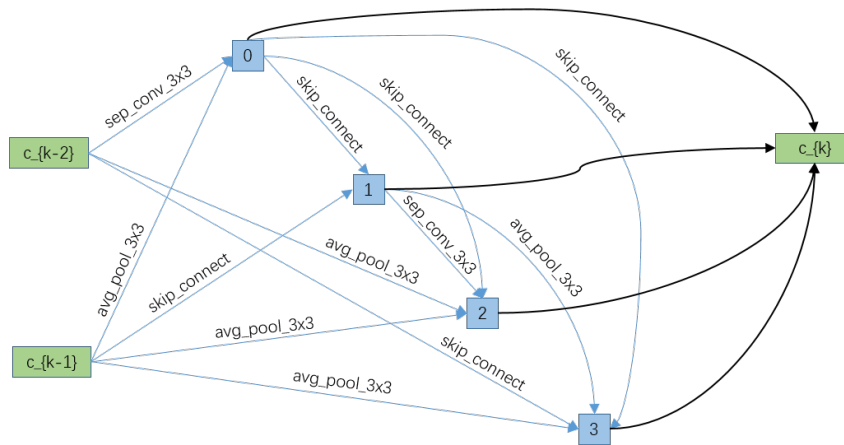 0
sep_conv_3x3
skip_connect
skip_connect
skip_connect
c_{k-2}
c_{k}
1
avg_pool_3x3
skip_connect
avg_pool_3x3
sep_conv_3x3
avg_pool_3x3
2
avg_pool_3x3
c_{k-1}
skip_connect
avg_pool_3x3
3